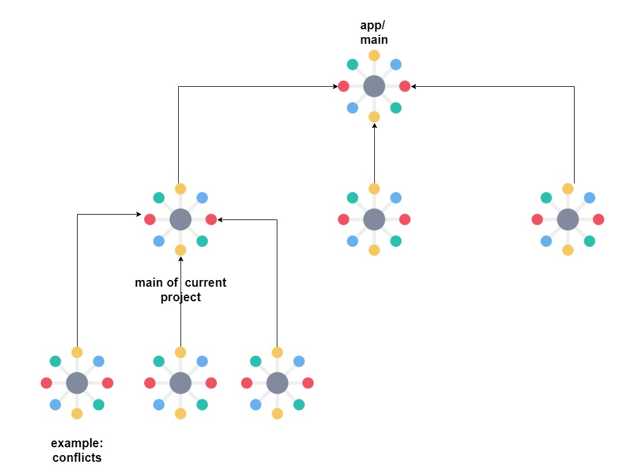 app/
main
main of current
project
example:
conflicts